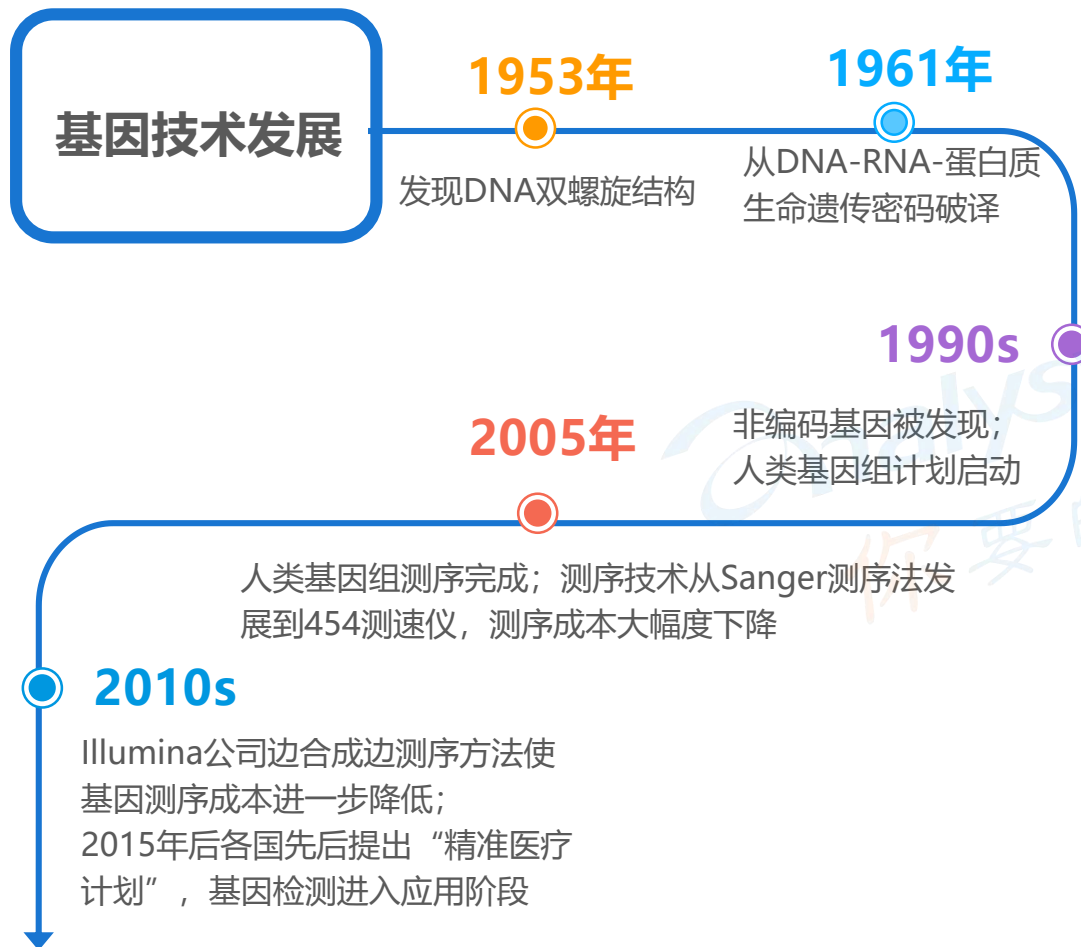 基因技术发展
1953年
发现DNA双螺旋结构
1961年
从DNA-RNA-蛋白质
生命遗传密码破译
1990s
非编码基因被发现；
人类基因组计划启动
2005年
人类基因组测序完成；测序技术从Sanger测序法发
展到454测速仪，测序成本大幅度下降
2010s
Illumina公司边合成边测序方法使
基因测序成本进一步降低；
2015年后各国先后提出“精准医疗
计划”，基因检测进入应用阶段
nalys
你要